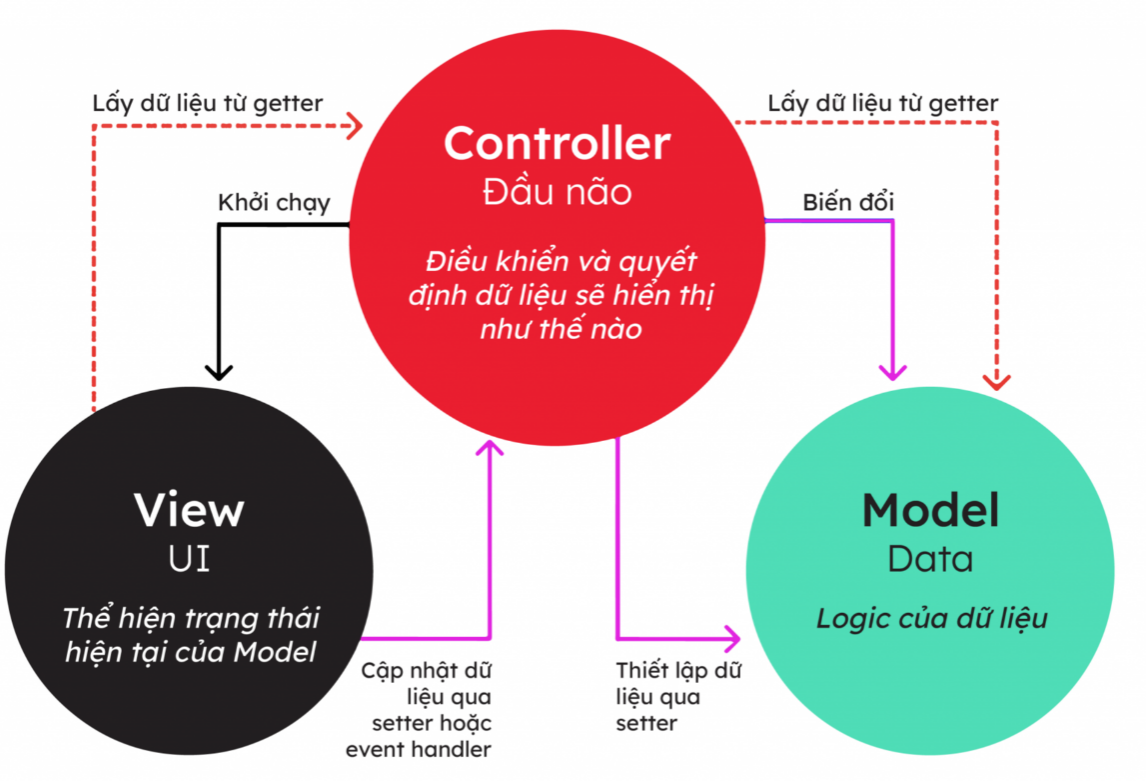 Lấy dữ liệu từ getter
Lấy dữ liệu từ getter
Controller
Đầu não
Khởi chạy
Biến đổi
Điều khiển và quyết
định dữ liệu sẽ hiển thị
như thế nào
View
UI
Thể hiện trạng thái
hiện tại của Model
Model
Data
Logic của dữ liệu
Cập nhật dữ
liệu qua
setter hoặc
event handler
Thiết lập dữ
liệu qua
setter